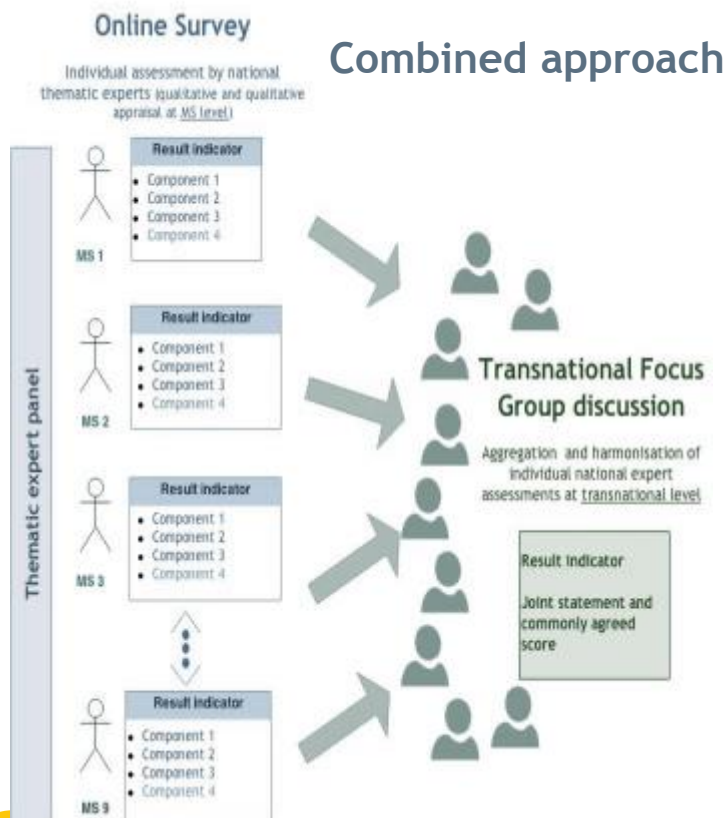 Online Survey
Combined approach
Individual assessment by national
thematic experts (qualitative and qualitative
appraisal at MS level)
Thematic expert panel
Result indicator
• Component 1
• Component 2
• Component 3
• Component 4
MS 1
Result indicator
• Component 1
• Component 2
• Component 3
• Component 4
MS 2
Result indicator
• Component 1
• Component 2
• Component 3
• Component 4
MS 3
Result indicator
• Component 1
• Component 2
• Component 3
• Component 4
MS 9
Transnational Focus
Group discussion
Aggregation and harmonisation of
individual national expert
assessments at transnational level
Result indicator
Joint statement and
commonly agreed
score